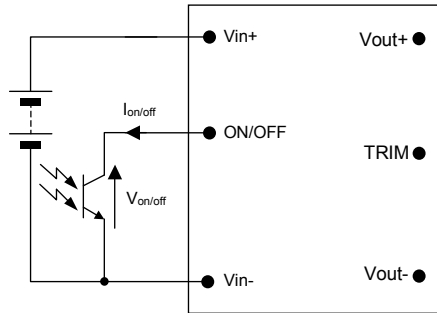 Vin+
Vout+
Ion/off
ON/OFF
TRIM
Von/off
Vin-
Vout-